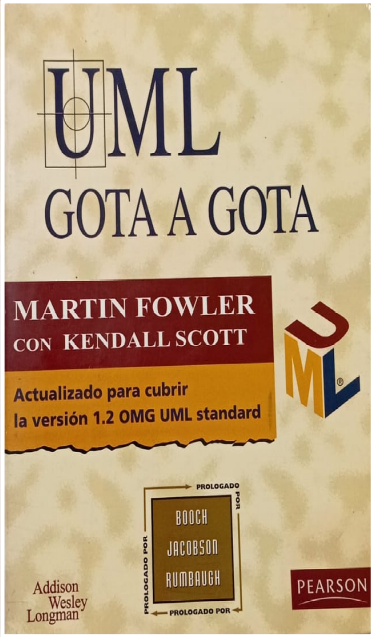 UML
GOTA A GOTA
MARTIN FOWLER
CON KENDALL SCOTT
UML®
Actualizado para cubrir
la versión 1.2 OMG UML standard
PROLOGADO
POR
BOOCH
JACOBSON
RUMBAUGH
PROLOGADO POR
PROLOGADO POR
Addison
Wesley
Longman
PEARSON